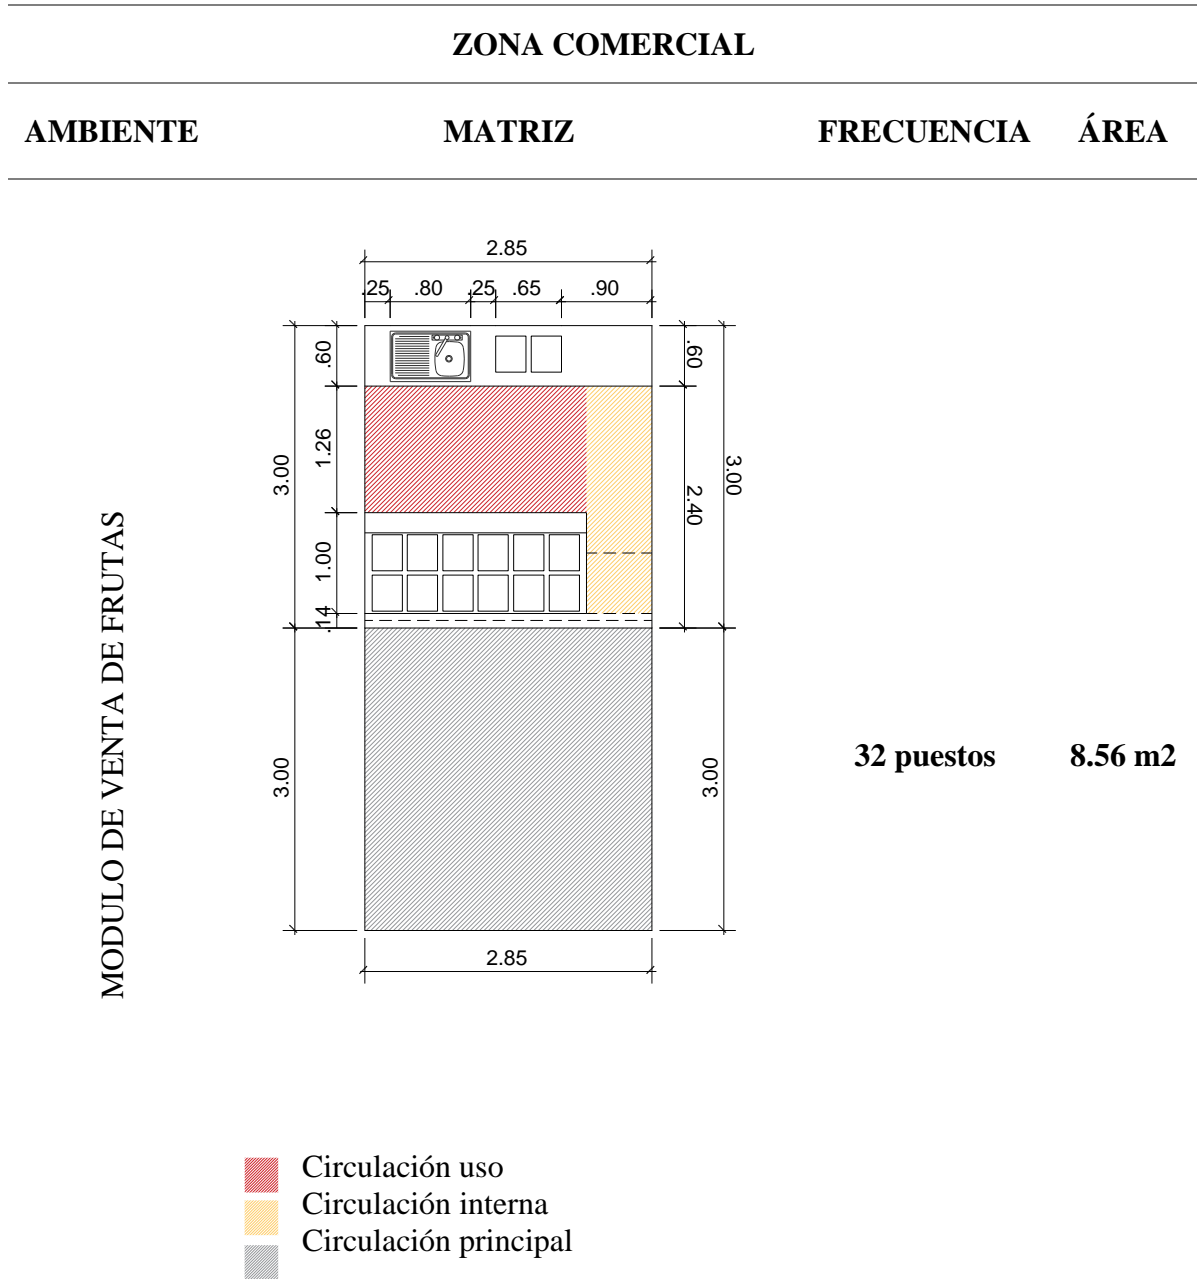 ZONA COMERCIAL
AMBIENTE MATRIZ FRECUENCIA ÁREA
2.85
.25 .80 .25 .65 .90
.60 .60
1.26
3.00 3.00
2.40
1.00
.14
MODULO DE VENTA DE FRUTAS
32 puestos 8.56 m2
3.00 3.00
2.85
Circulación uso
Circulación interna
Circulación principal